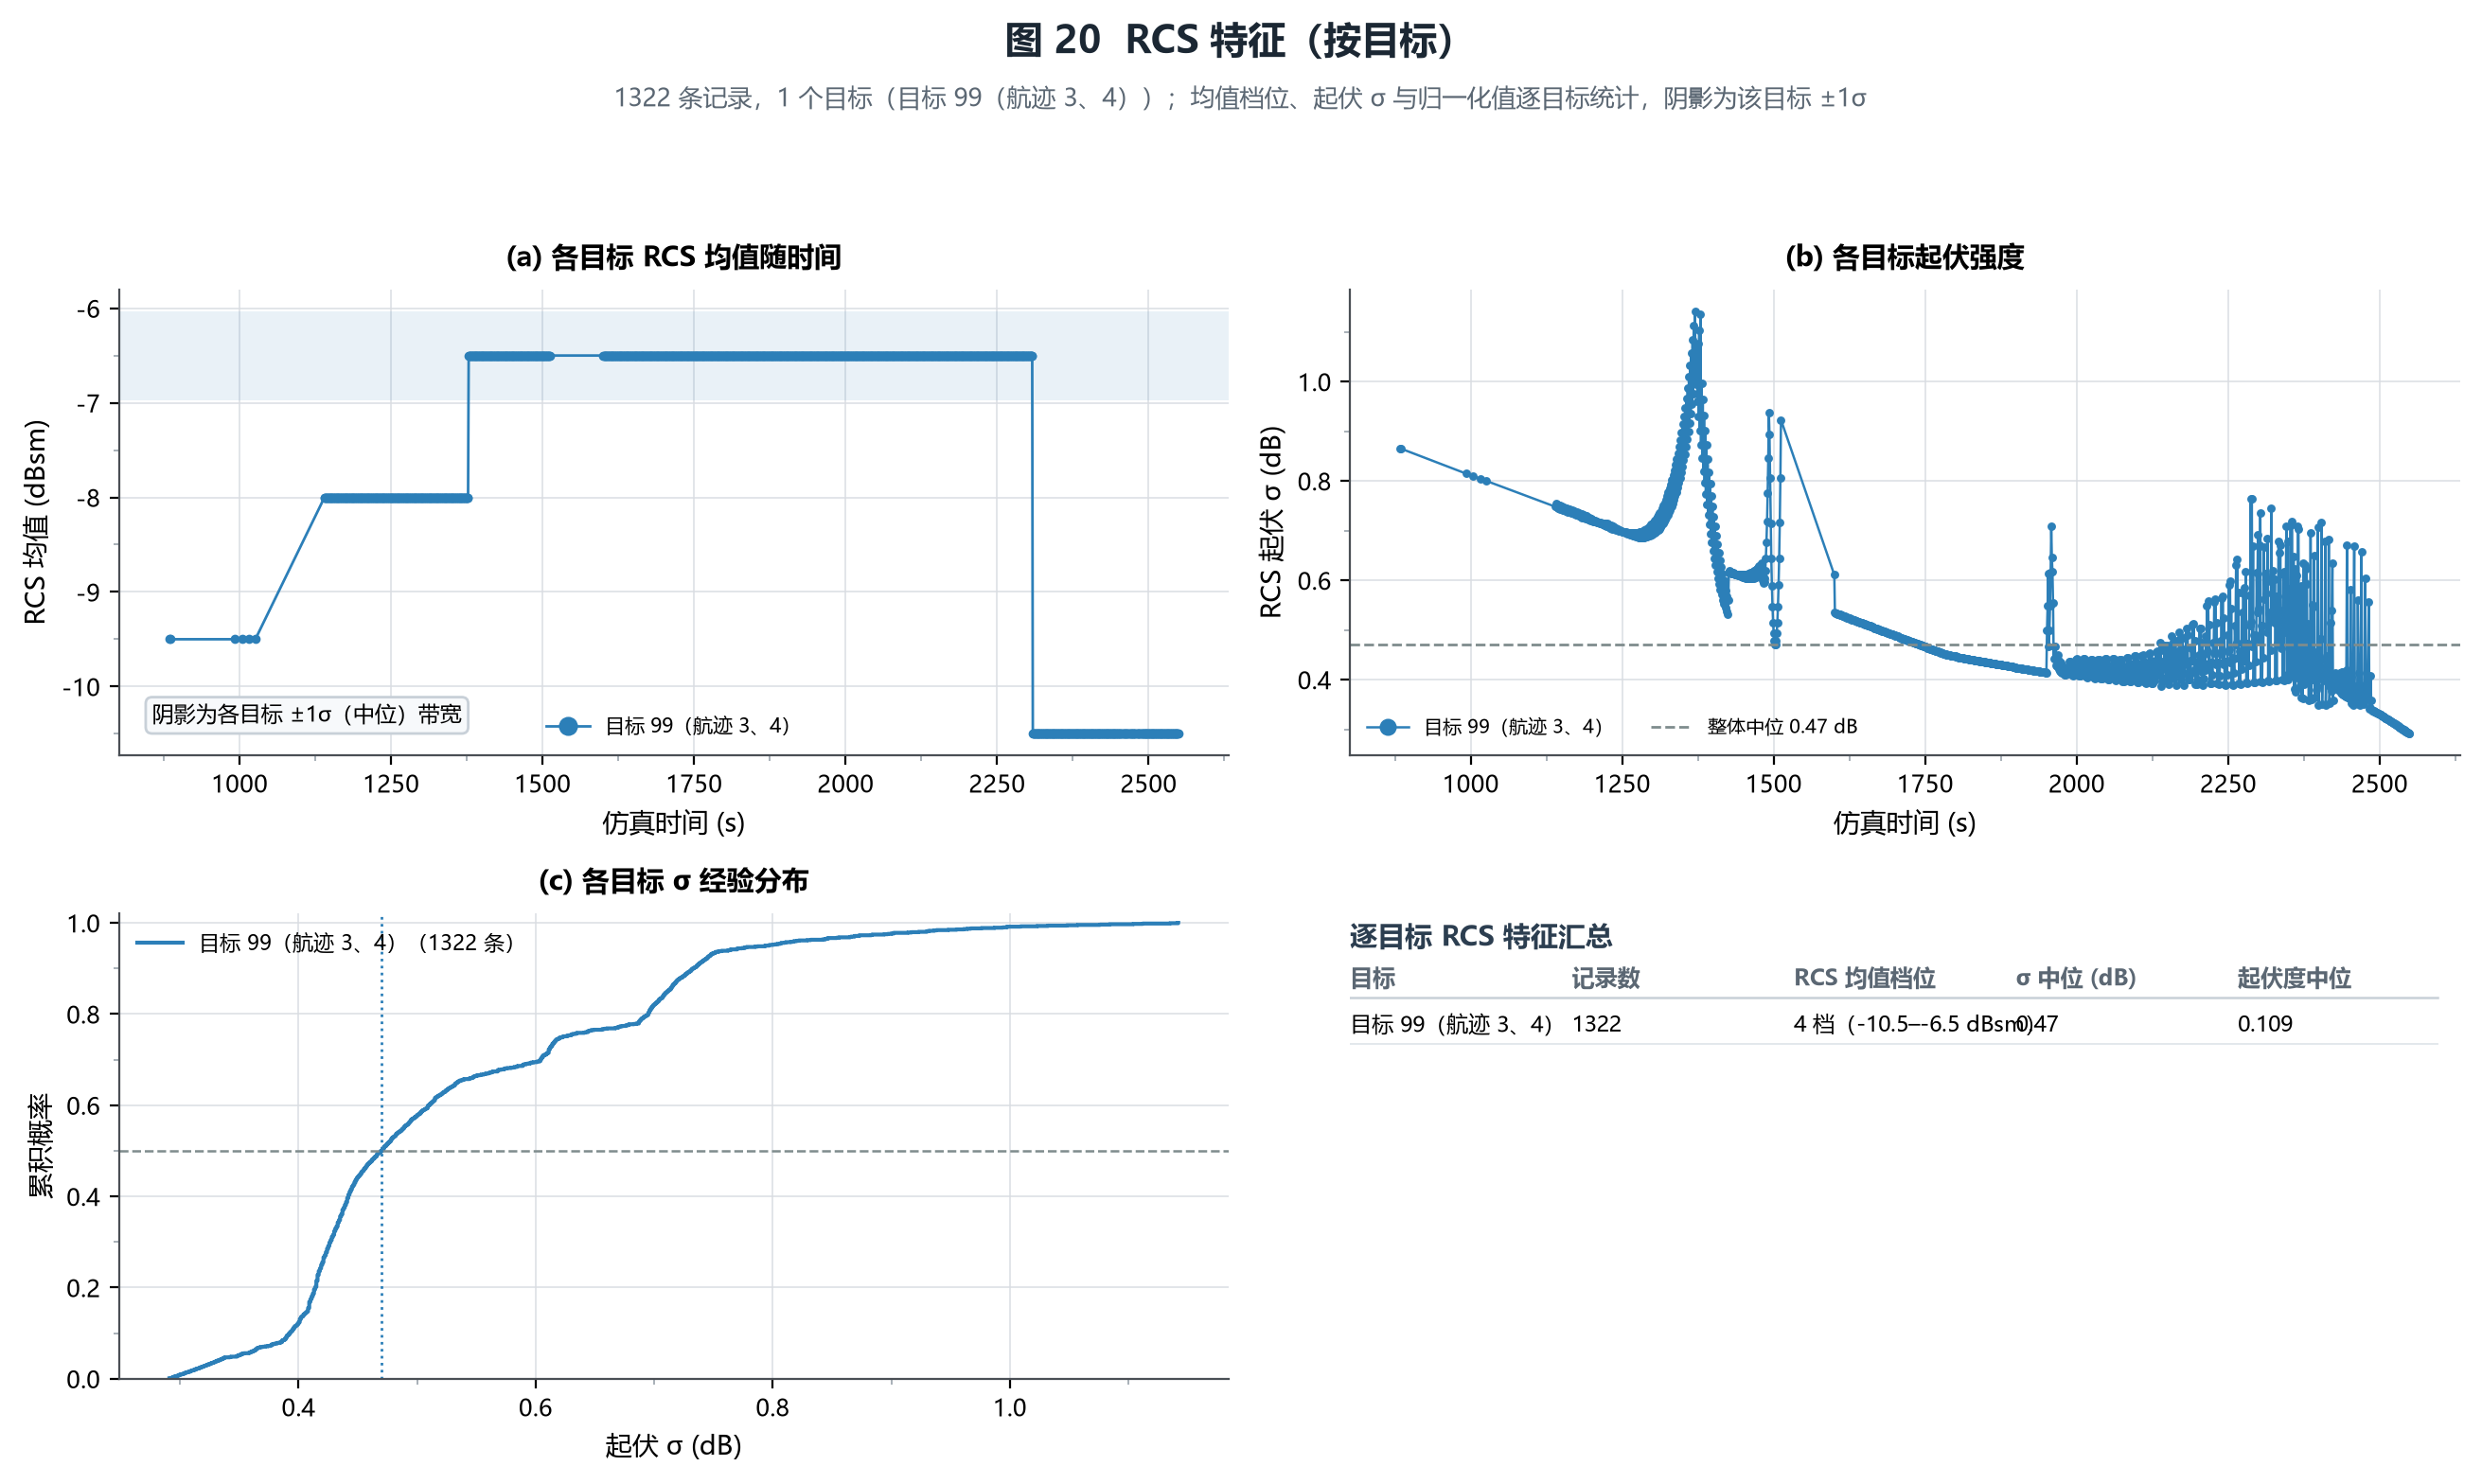 图 20  RCS 特征（按目标）
1322 条记录，1 个目标（目标 99（航迹 3、4））；均值档位、起伏 σ 与归一化值逐目标统计，阴影为该目标 ±1σ
(a) 各目标 RCS 均值随时间
RCS 均值 (dBsm)
-6
-7
-8
-9
-10
阴影为各目标 ±1σ（中位）带宽
目标 99（航迹 3、4）
1000 1250 1500 1750 2000 2250 2500
仿真时间 (s)
(b) 各目标起伏强度
RCS 起伏 σ (dB)
1.0
0.8
0.6
0.4
目标 99（航迹 3、4）
整体中位 0.47 dB
1000 1250 1500 1750 2000 2250 2500
仿真时间 (s)
(c) 各目标 σ 经验分布
累积概率
1.0
0.8
0.6
0.4
0.2
0.0
目标 99（航迹 3、4）（1322 条）
0.4 0.6 0.8 1.0
起伏 σ (dB)
逐目标 RCS 特征汇总
目标 记录数 RCS 均值档位 σ 中位 (dB) 起伏度中位
目标 99（航迹 3、4） 1322 4 档（-10.5–-6.5 dBsm） 0.47 0.109